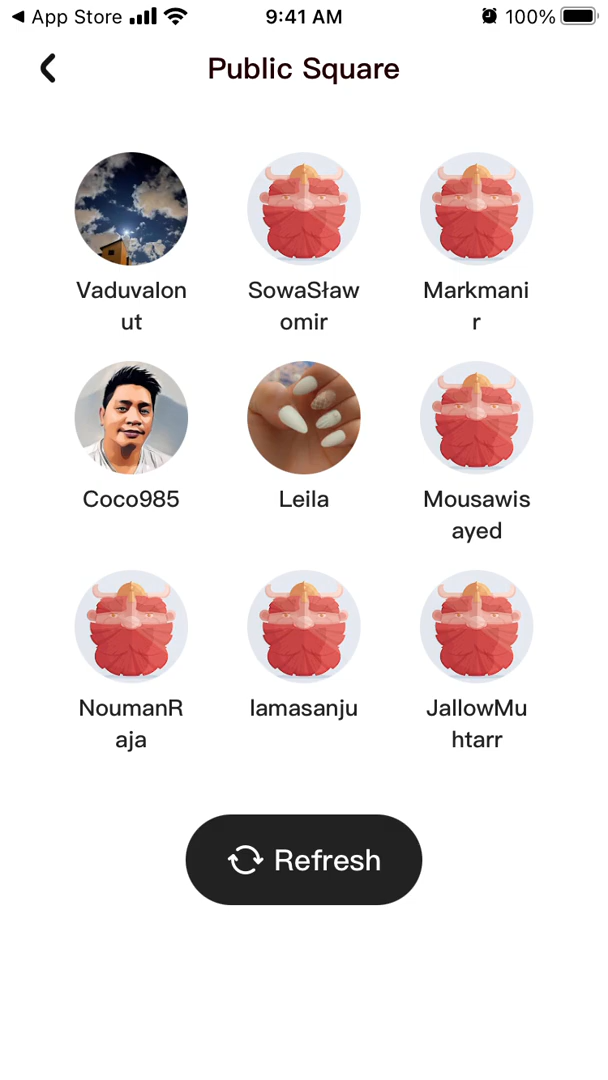 App Store 9:41 AM 100%
Public Square
Vaduvalon
ut
SowaSław
omir
Markmani
r
Coco985
Leila
Mousawis
ayed
NoumanR
aja
lamasanju
JallowMu
htarr
Refresh